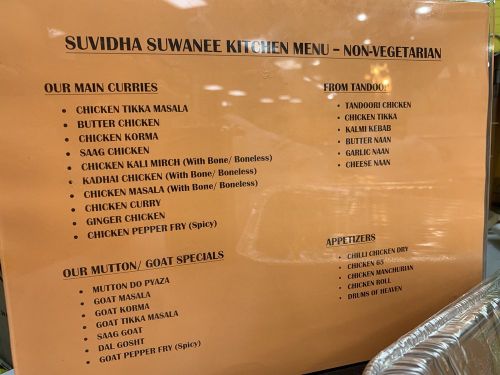 SUVIDHA SUWANEE KITCHEN MENU – NON-VEGETARIAN
OUR MAIN CURRIES
• CHICKEN TIKKA MASALA
• BUTTER CHICKEN
• CHICKEN KORMA
• SAAG CHICKEN
• CHICKEN KALI MIRCH (With Bone/ Boneless)
• KADHAI CHICKEN (With Bone/ Boneless)
• CHICKEN MASALA (With Bone/ Boneless)
• CHICKEN CURRY
• GINGER CHICKEN
• CHICKEN PEPPER FRY (Spicy)
OUR MUTTON/ GOAT SPECIALS
• MUTTON DO PYAZA
• GOAT MASALA
• GOAT KORMA
• GOAT TIKKA MASALA
• SAAG GOAT
• DAL GOSHT
• GOAT PEPPER FRY (Spicy)
FROM TANDOOR
• TANDOORI CHICKEN
• CHICKEN TIKKA
• KALMI KEBAB
• BUTTER NAAN
• GARLIC NAAN
• CHEESE NAAN
APPETIZERS
• CHILLI CHICKEN DRY
• CHICKEN 65
• CHICKEN MANCHURIAN
• CHICKEN ROLL
• DRUMS OF HEAVEN